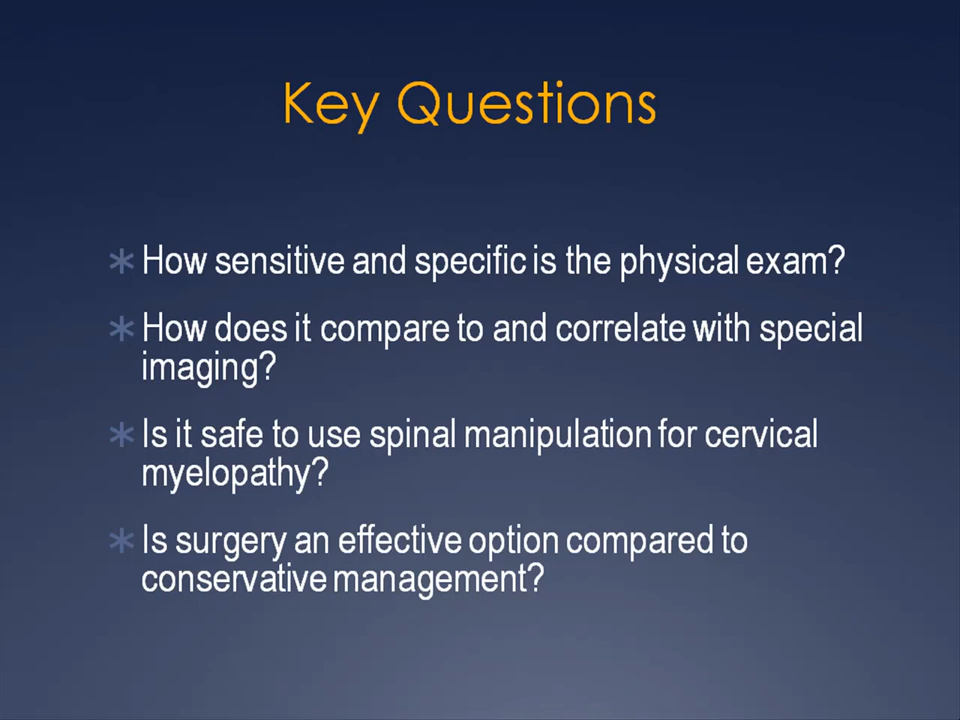 Key Questions
How sensitive and specific is the physical exam?
How does it compare to and correlate with special
imaging?
Is it safe to use spinal manipulation for cervical
myelopathy?
Is surgery an effective option compared to
conservative management?